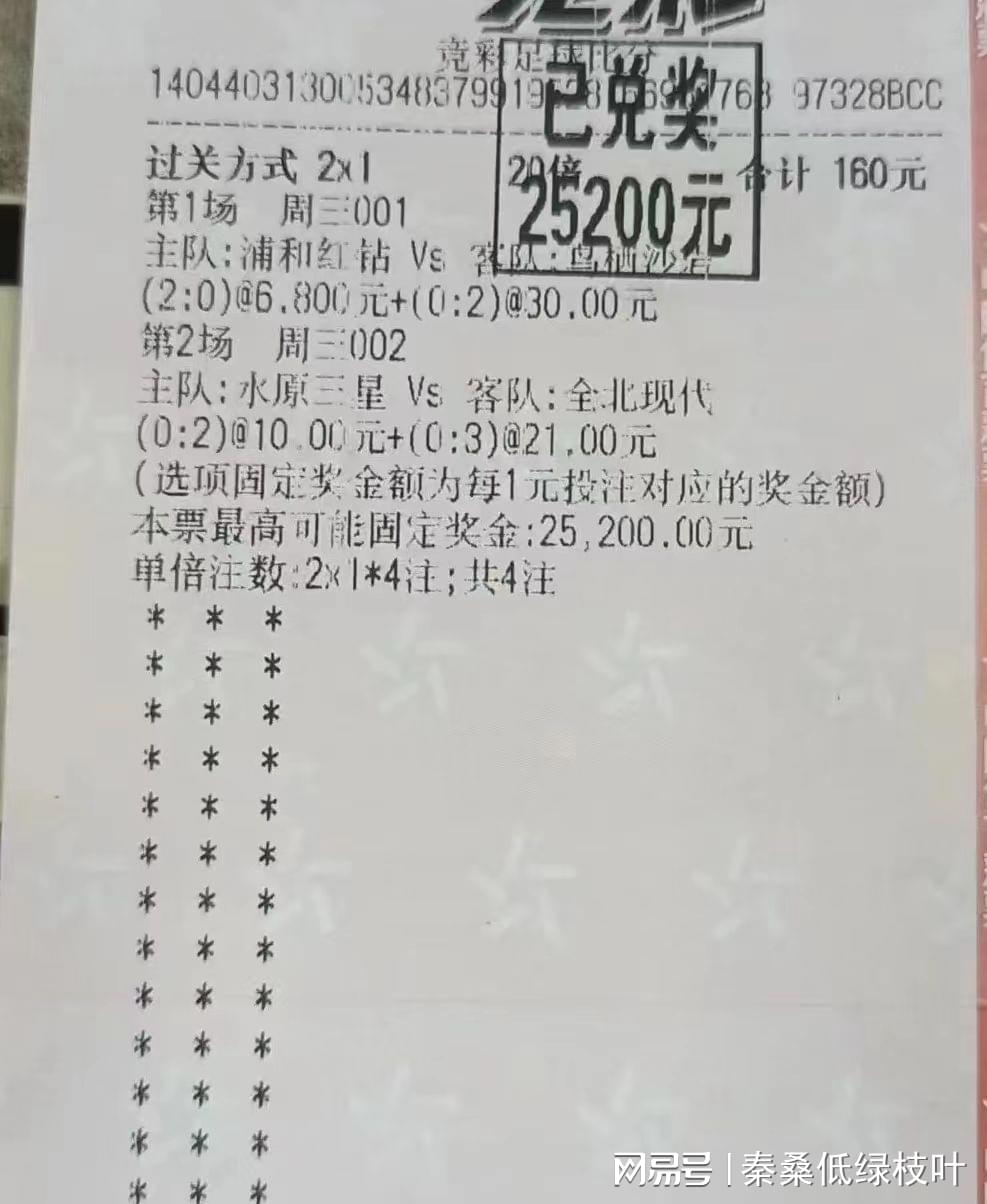 竞彩足球比分
97328BCC
已兑奖
过关方式 2x1 20倍 合计 160元
25200元
第1场 周三001
主队:浦和红钻 Vs 客队:鸟栖沙岩
(2:0)@6.800元+(0:2)@30.00元
第2场 周三002
主队:水原三星 Vs 客队:全北现代
(0:2)@10.00元+(0:3)@21.00元
(选项固定奖金额为每1元投注对应的奖金额)
本票最高可能固定奖金:25,200.00元
单倍注数:2x1*4注;共4注
* * *
* * *
* * *
* * *
* * *
* * *
* * *
* * *
* * *
* * *
* * *
* * *
* * *
网易号 | 秦桑低绿枝叶